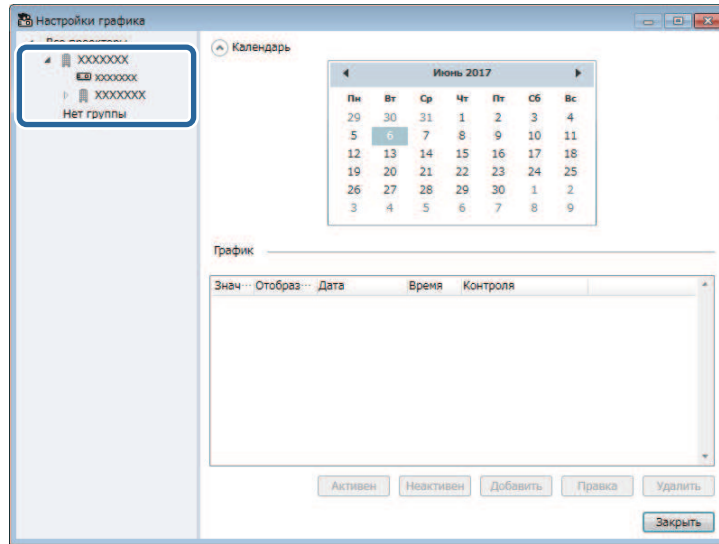 Настройки графика
Все проекторы
XXXXXXX
XXXXXXX
XXXXXXX
Нет группы
Календарь
Июнь 2017
Пн Вт Ср Чт Пт Сб Вс
29 30 31 1 2 3 4
5 6 7 8 9 10 11
12 13 14 15 16 17 18
19 20 21 22 23 24 25
26 27 28 29 30 1 2
3 4 5 6 7 8 9
График
Знач··· Отобраз··· Дата Время Контроля
Активен Неактивен Добавить Правка Удалить
Закрыть